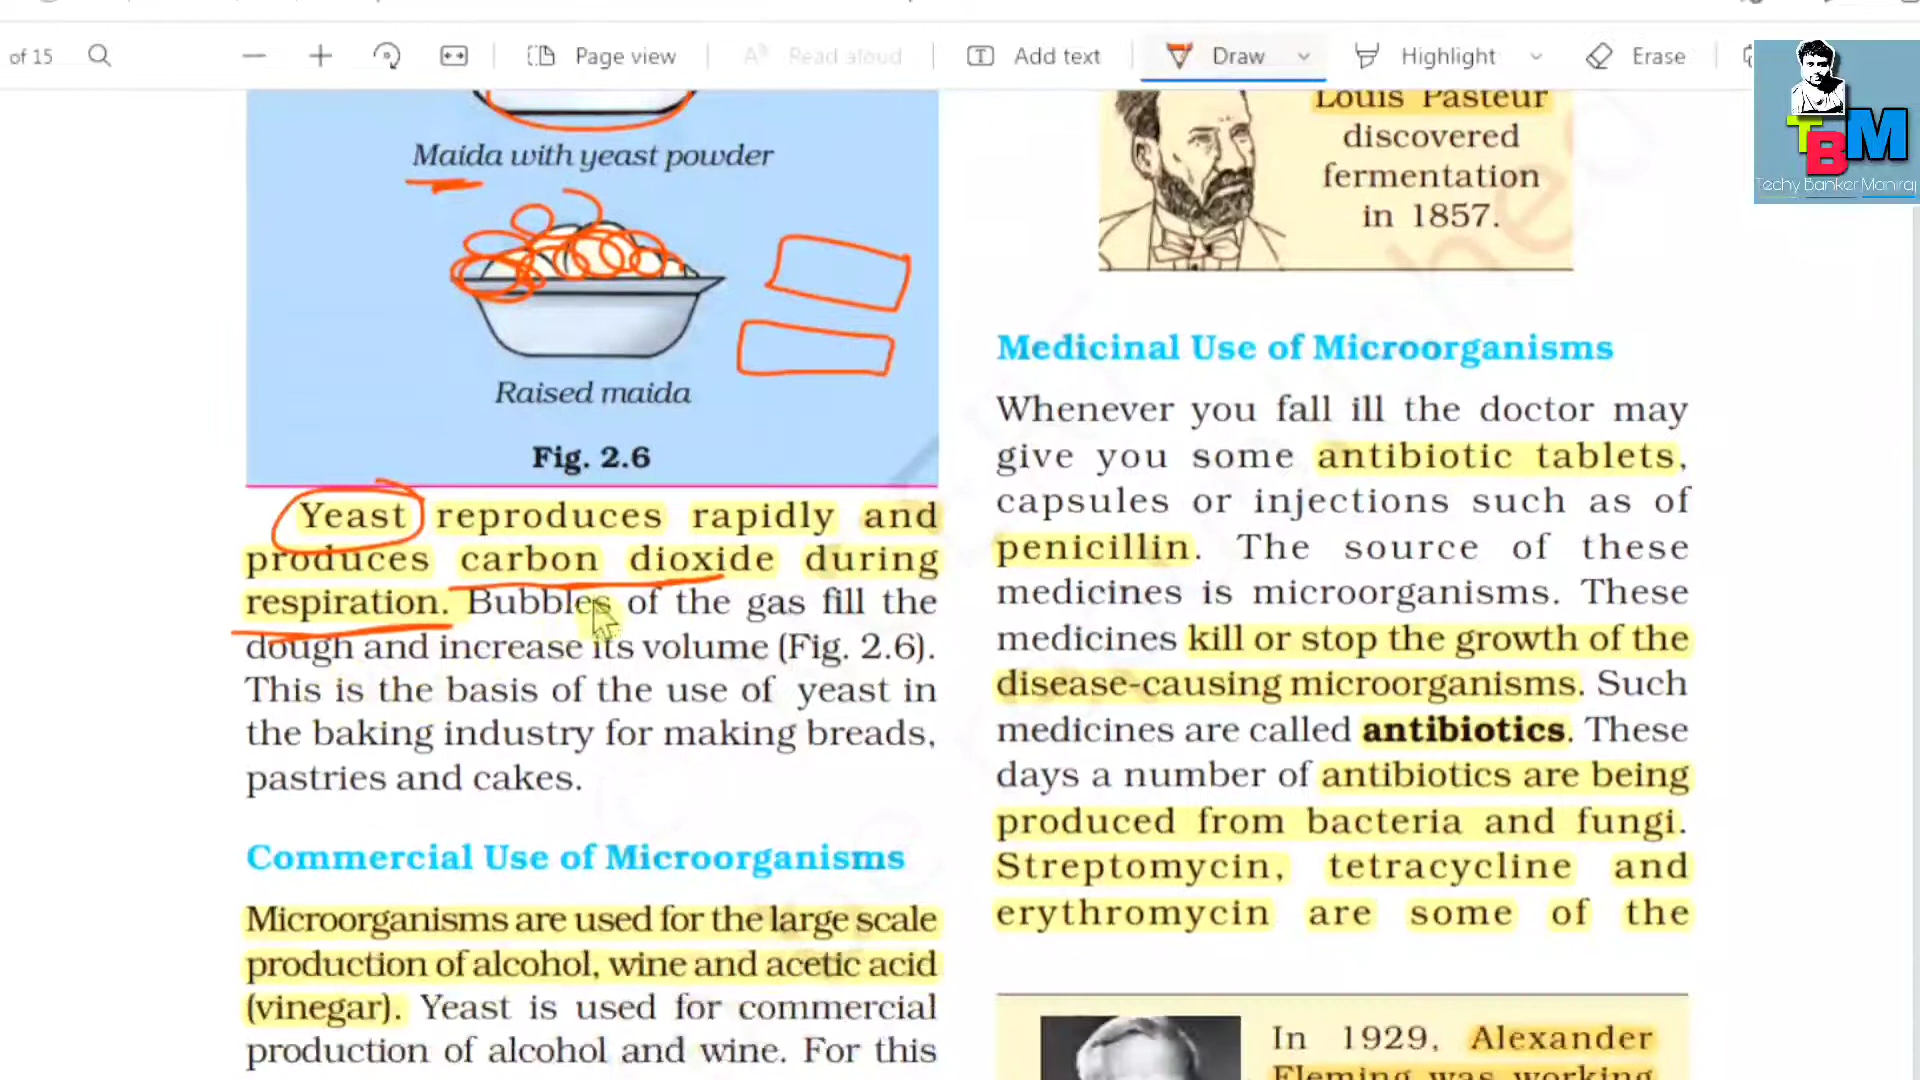 of 15
Page view
Read aloud
Add text
Draw
Highlight
Erase
TBM
Techy Banker Maniraj
Maida with yeast powder
Raised maida
Fig. 2.6
Yeast reproduces rapidly and
produces carbon dioxide during
respiration. Bubbles of the gas fill the
dough and increase its volume (Fig. 2.6).
This is the basis of the use of yeast in
the baking industry for making breads,
pastries and cakes.
Commercial Use of Microorganisms
Microorganisms are used for the large scale
production of alcohol, wine and acetic acid
(vinegar). Yeast is used for commercial
production of alcohol and wine. For this
Louis Pasteur
discovered
fermentation
in 1857.
Medicinal Use of Microorganisms
Whenever you fall ill the doctor may
give you some antibiotic tablets,
capsules or injections such as of
penicillin. The source of these
medicines is microorganisms. These
medicines kill or stop the growth of the
disease-causing microorganisms. Such
medicines are called antibiotics. These
days a number of antibiotics are being
produced from bacteria and fungi.
Streptomycin, tetracycline and
erythromycin are some of the
In 1929, Alexander
Fleming was working